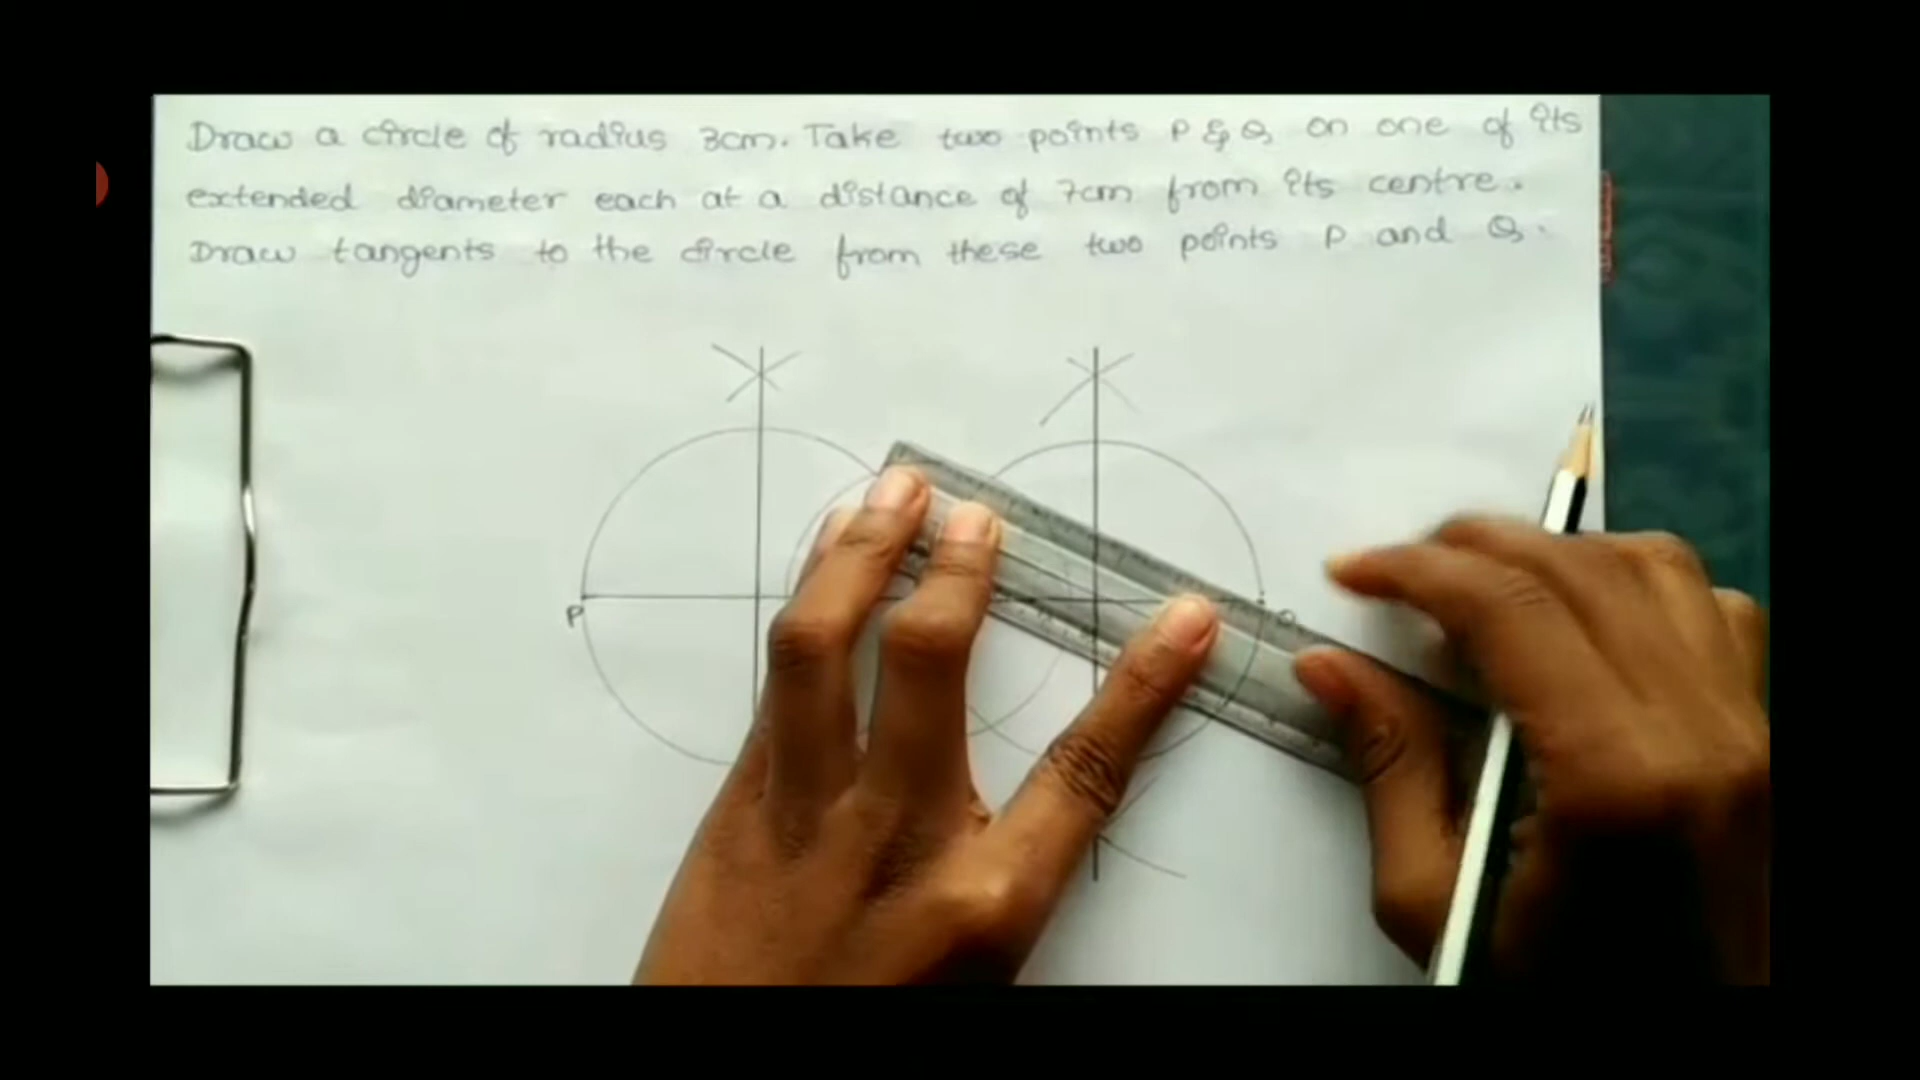 Draw a circle of radius 3cm. Take two points P & Q on one of its
extended diameter each at a distance of 7cm from its centre.
Draw tangents to the circle from these two points P and Q.
P
Q